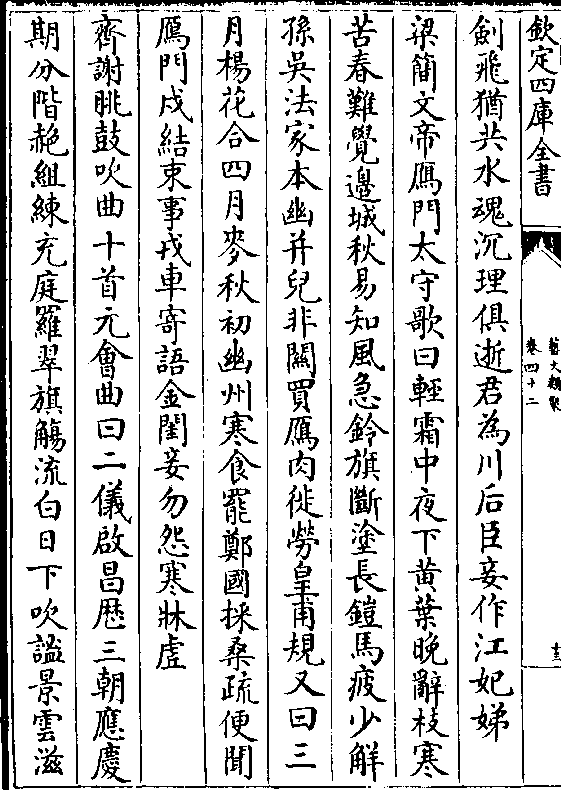 欽定四庫全書
藝文類聚
卷四十二
劍飛猶共水魂沉理俱逝君為川后臣妾作江妃娣
梁簡文帝鴈門太守歌曰輕霜中夜下黄葉晚辭枝寒
苦春難覺邊城秋易知風急鈴旗斷塗長鎧馬疲少解
孫吳法家本幽并兒非關買鴈肉徙勞皇甫規又曰三
月楊花合四月麥秋初幽州寒食罷鄭國採桑疏便聞
鴈門戍結束事戎車寄語金閨妾勿怨寒牀虛
齊謝朓鼓吹曲十首元會曲曰二儀啟昌歴三朝應慶
期分階赩組練充庭羅翠旗觴流白日下吹謐景雲滋